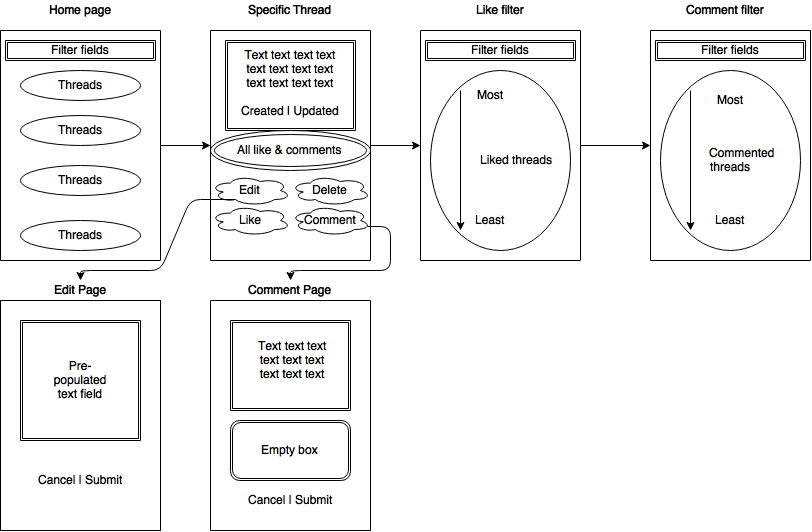 Home page
Filter fields
Threads
Threads
Threads
Threads
Specific Thread
Text text text text
text text text text
text text text text
Created | Updated
All like & comments
Edit
Delete
Like
Comment
Like filter
Filter fields
Most
Liked threads
Least
Comment filter
Filter fields
Most
Commented
threads
Least
Edit Page
Pre-
populated
text field
Cancel | Submit
Comment Page
Text text text
text text text
text text text
Empty box
Cancel | Submit